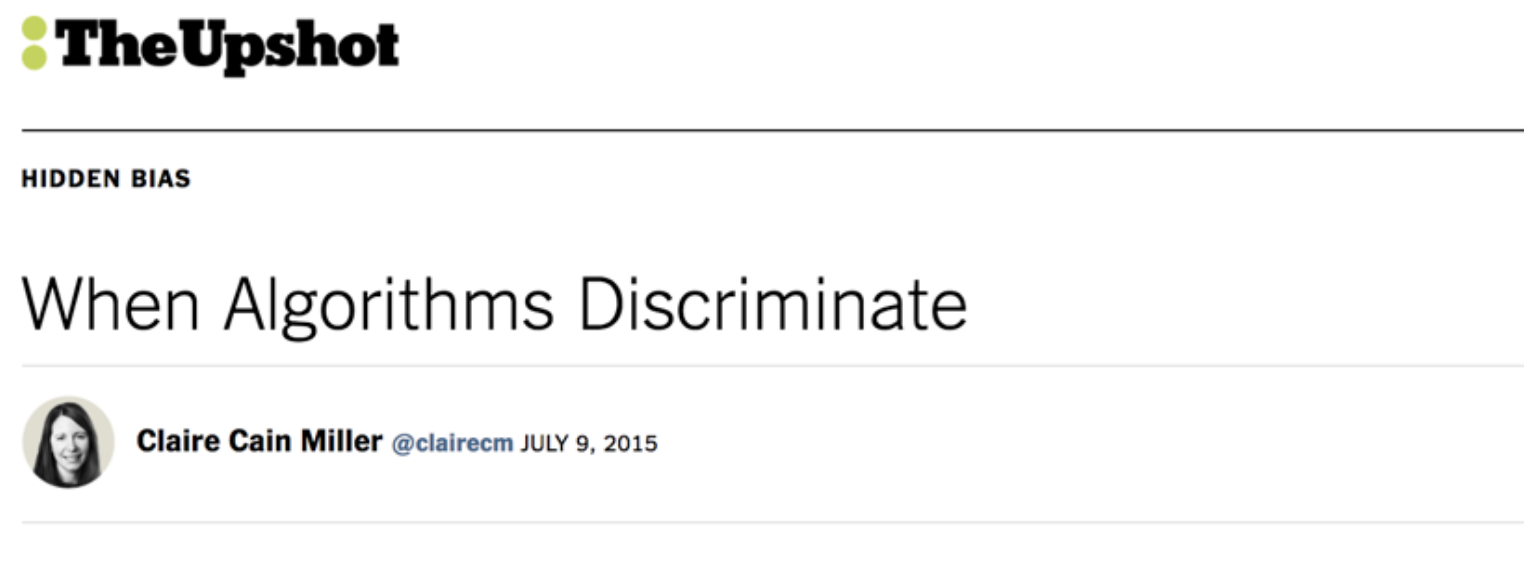 TheUpshot
HIDDEN BIAS
When Algorithms Discriminate
Claire Cain Miller @clairecm JULY 9, 2015